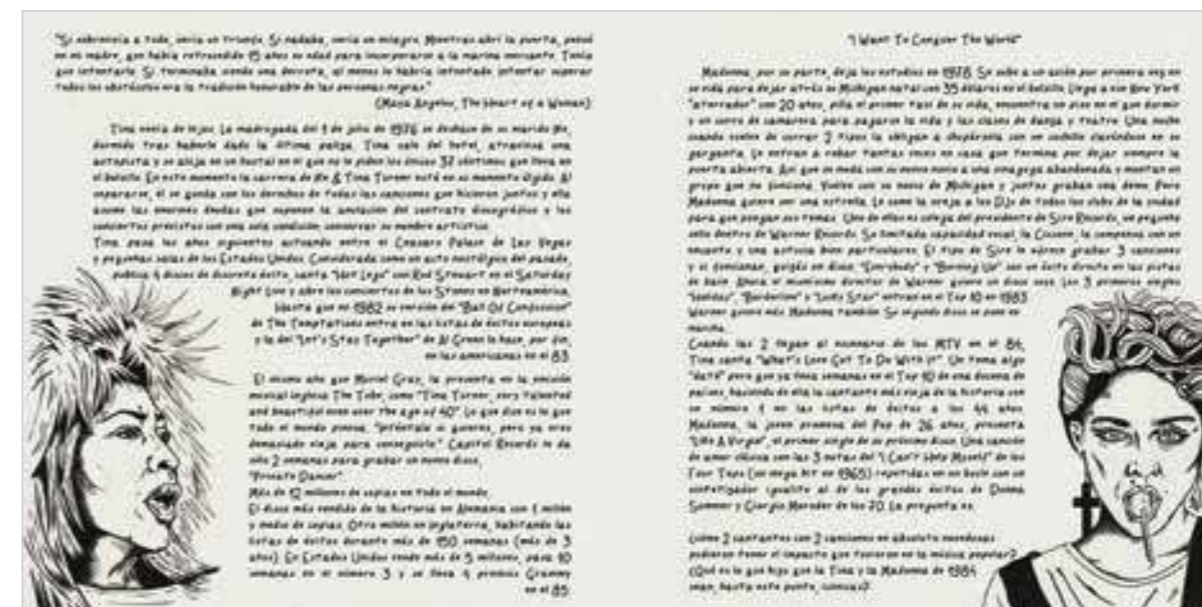 "Si sobrevivía a todo, sería un triunfo. Si nadaba, sería un milagro. Mientras abrí la puerta, pensé
en mi madre, que había retrocedido 15 años su edad para incorporarse a la marina mercante. Tenía
que intentarlo. Si terminaba siendo una derrota, al menos lo habría intentado. Intentar superar
todos los obstáculos era la tradición honorable de las personas negras."
(Maya Angelou, The Heart of a Woman)
Tina venía de lejos. La madrugada del 1 de julio de 1976 se deshace de su marido Ike,
dormido tras haberle dado la última paliza. Tina sale del hotel, atraviesa una
autopista y se aloja en un hostal en el que no le piden los únicos 37 céntimos que lleva en
el bolsillo. En este momento la carrera de Ike & Tina Turner está en su momento álgido. Al
separarse, él se queda con los derechos de todas las canciones que hicieron juntos y ella
asume las enormes deudas que suponen la anulación del contrato discográfico y los
conciertos previstos con una sola condición: conservar su nombre artístico.
Tina pasa los años siguientes actuando entre el Caesars Palace de Las Vegas
y pequeñas salas de los Estados Unidos. Considerada como un acto nostálgico del pasado,
publica 4 discos de discreto éxito, canta "Hot Legs" con Rod Stewart en el Saturday
Night Live y abre los conciertos de los Stones en Norteamérica.
Hasta que en 1982 su versión del "Ball Of Confusion"
de The Temptations entra en las listas de éxitos europeas
y la del "Let's Stay Together" de Al Green lo hace, por fin,
en las americanas en el 83.
El mismo año que Muriel Gray, la presenta en la emisión
musical inglesa The Tube, como "Tina Turner, very talented
and beautiful even over the age of 40". Lo que dice es lo que
todo el mundo piensa. "Inténtalo si quieres, pero ya eres
demasiado vieja para conseguirlo." Capitol Records le da
sólo 2 semanas para grabar un nuevo disco,
"Private Dancer".
Más de 12 millones de copias en todo el mundo.
El disco más vendido de la historia en Alemania con 1 millón
y medio de copias. Otro millón en Inglaterra, habitando las
listas de éxitos durante más de 150 semanas (más de 3
años). En Estados Unidos vende más de 5 millones, pasa 10
semanas en el número 3 y se lleva 4 premios Grammy
en el 85.
"I Want To Conquer The World"
Madonna, por su parte, deja los estudios en 1978. Se sube a un avión por primera vez en
su vida para dejar atrás su Michigan natal con 35 dólares en el bolsillo. Llega a ese New York
"aterrador" con 20 años, pilla el primer taxi de su vida, encuentra un piso en el que dormir
y un curro de camarera para pagarse la vida y las clases de danza y teatro. Una noche
cuando vuelve de currar 2 tipos la obligan a chupársela con un cuchillo clavándose en su
garganta. Le entran a robar tantas veces en casa que termina por dejar siempre la
puerta abierta. Así que se muda con su nuevo novio a una sinagoga abandonada y montan un
grupo que no funciona. Vuelve con su novio de Michigan y juntos graban una demo. Pero
Madonna quiere ser una estrella. Le come la oreja a los DJs de todos los clubs de la ciudad
para que pongan sus temas. Uno de ellos es colega del presidente de Sire Records, un pequeño
sello dentro de Warner Records. Su limitada capacidad vocal, la Ciccone, la compensa con un
encanto y una astucia bien particulares. El tipo de Sire le ofrece grabar 3 canciones
y si funcionan, quizás un disco. "Everybody" y "Burning Up" son un éxito directo en las pistas
de baile. Ahora el mismísimo director de Warner quiere un disco suyo. Los 3 primeros singles
"Holiday", "Borderline" y "Lucky Star" entran en el Top 10 en 1983.
Warner quiere más. Madonna también. Su segundo disco se pone en
marcha.
Cuando las 2 llegan al escenario de los MTV en el 84,
Tina canta "What's Love Got To Do With It". Un tema algo
"daté" pero que ya lleva semanas en el Top 10 de una docena de
países, haciendo de ella la cantante más vieja de la historia con
un número 1 en las listas de éxitos a los 44 años.
Madonna, la joven promesa del Pop de 26 años, presenta
"Like A Virgin", el primer single de su próximo disco. Una canción
de amor clásica con las 3 notas del "I Can't Help Myself" de los
Four Tops (un mega hit en 1965) repetidas en un bucle con un
sintetizador igualito al de los grandes éxitos de Donna
Summer y Giorgio Moroder de los 70. La pregunta es:
¿cómo 2 cantantes con 2 canciones en absoluto novedosas
pudieron tener el impacto que tuvieron en la música popular?
¿Qué es lo que hizo que la Tina y la Madonna de 1984
sean, hasta este punto, icónicas?